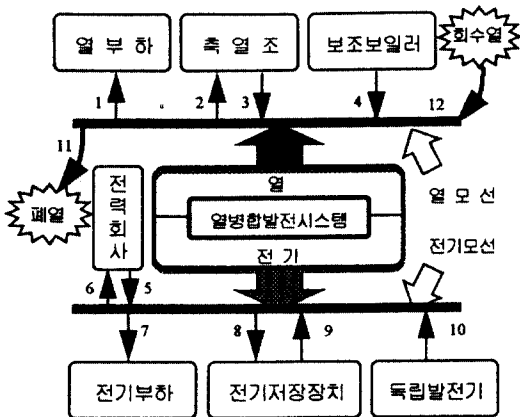 열부하 축열조 보조보일러 회수열
1 2 3 4 12
11
열
열병합발전시스템
전기
폐열
전력회사
열모선
전기모선
6 5
7 8 9 10
전기부하 전기저장장치 독립발전기